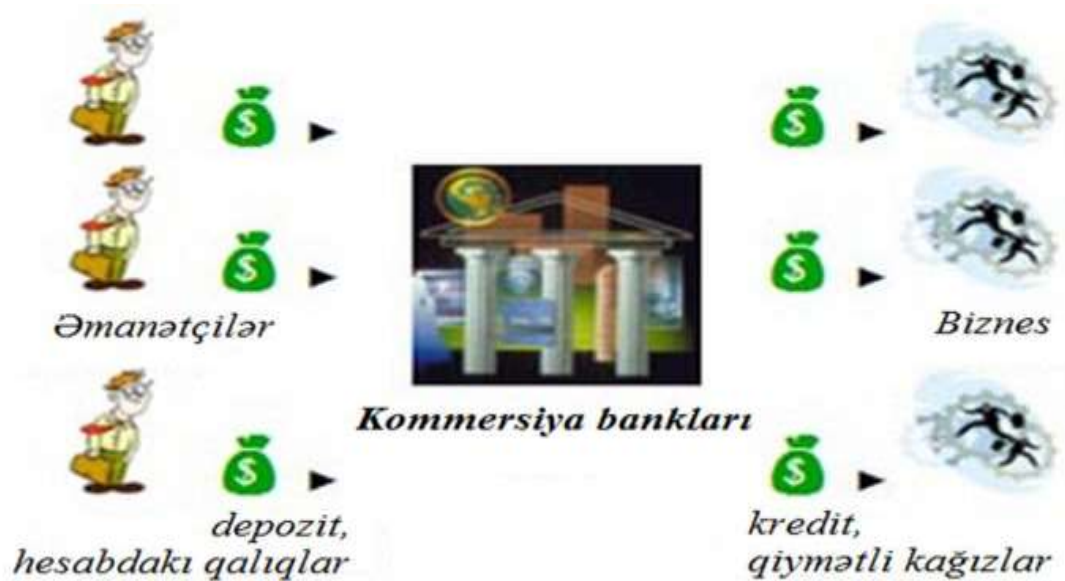 Əmanətçilər
Biznes
Kommersiya bankları
depozit,
hesabdakı qalıqlar
kredit,
qiymətli kağızlar